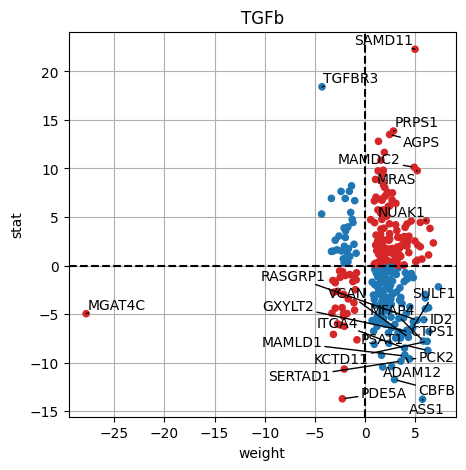 TGFb
SAMD11
TGFBR3
PRPS1
AGPS
MAMDC2
MRAS
NUAK1
RASGRP1
VCAN
SULF1
MGAT4C
GXYLT2
MFAP4
ID2
ITGA4
CTPS1
MAMLD1
PSAT1
KCTD11
PCK2
SERTAD1
ADAM12
PDE5A
CBFB
ASS1
20
15
10
5
0
−5
−10
−15
stat
−25
−20
−15
−10
−5
0
5
weight